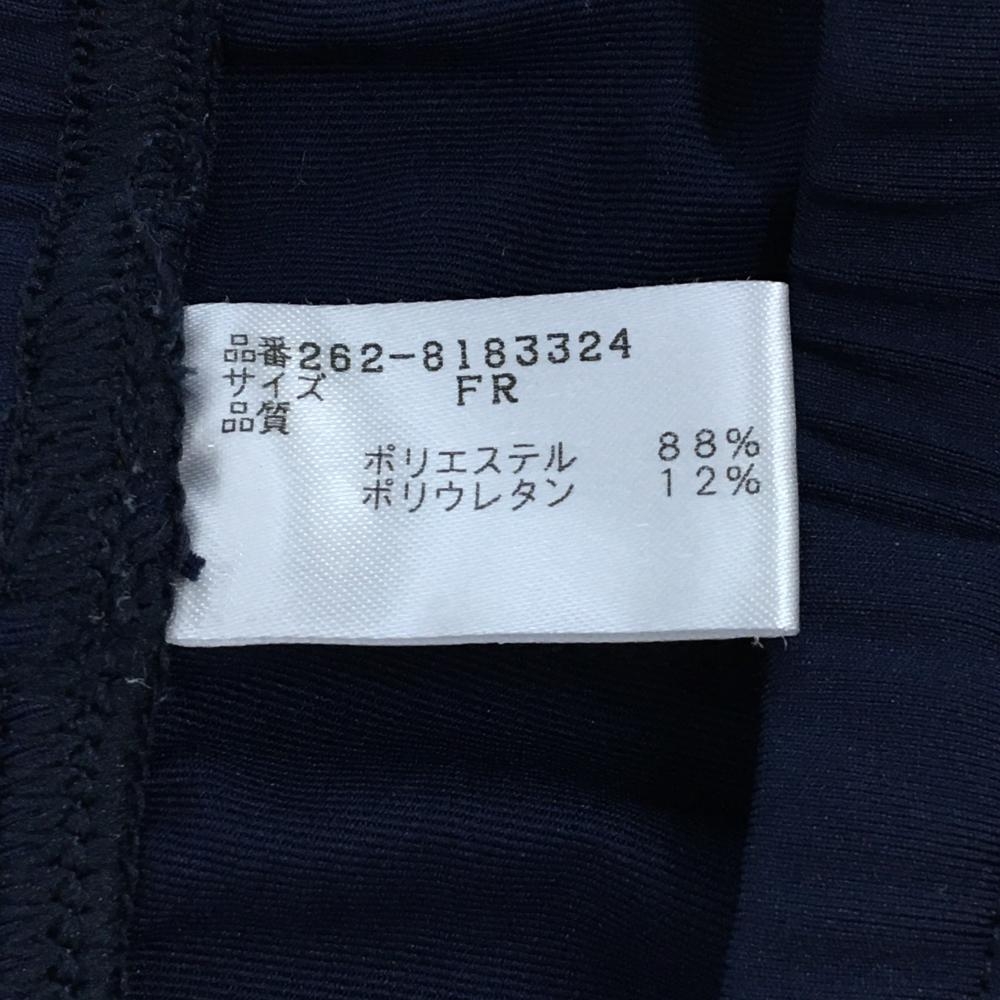 品番262-8183324
サイズ FR
品質
ポリエステル 88%
ポリウレタン 12%